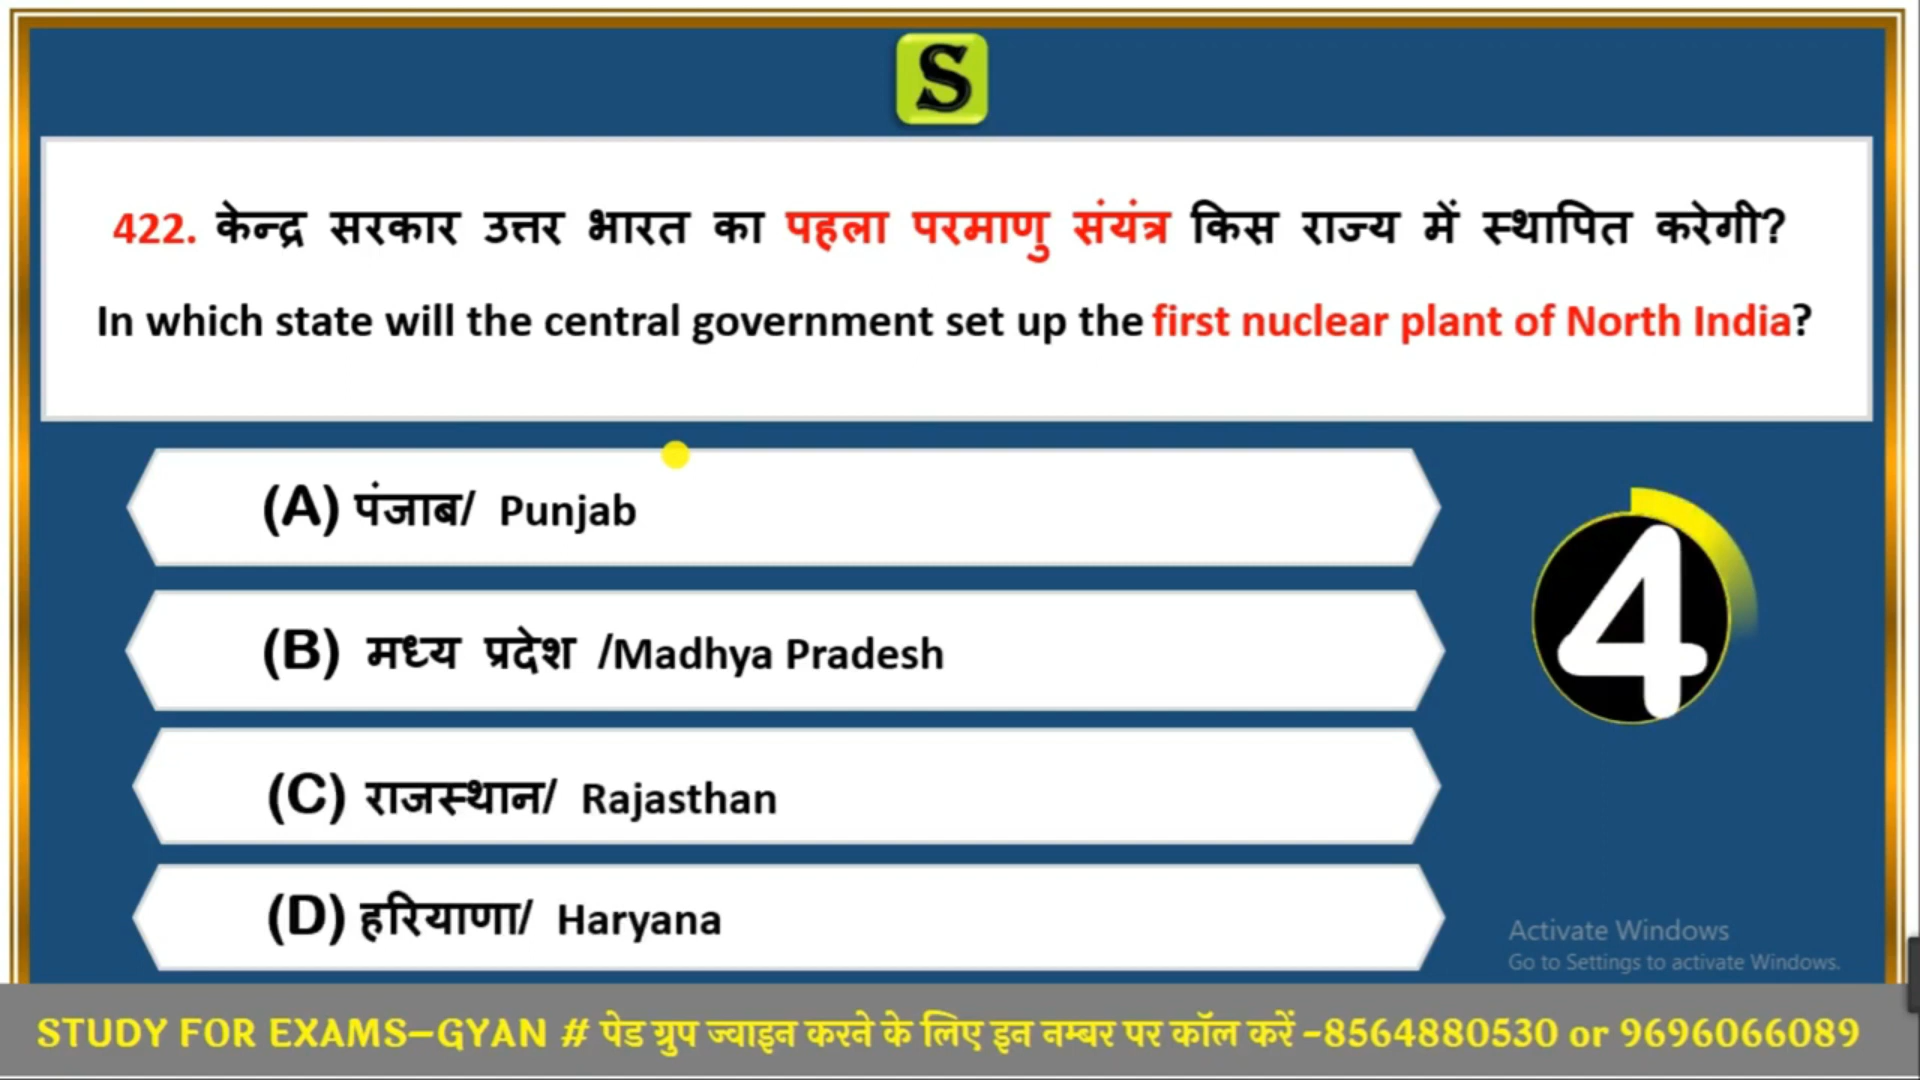 S
422. केन्द्र सरकार उत्तर भारत का पहला परमाणु संयंत्र किस राज्य में स्थापित करेगी?
In which state will the central government set up the first nuclear plant of North India?
(A) पंजाब/ Punjab
(B) मध्य प्रदेश /Madhya Pradesh
4
(C) राजस्थान/ Rajasthan
(D) हरियाणा/ Haryana
Activate Windows
Go to Settings to activate Windows.
STUDY FOR EXAMS–GYAN # पेड ग्रुप ज्वाइन करने के लिए इन नम्बर पर कॉल करें -8564880530 or 9696066089